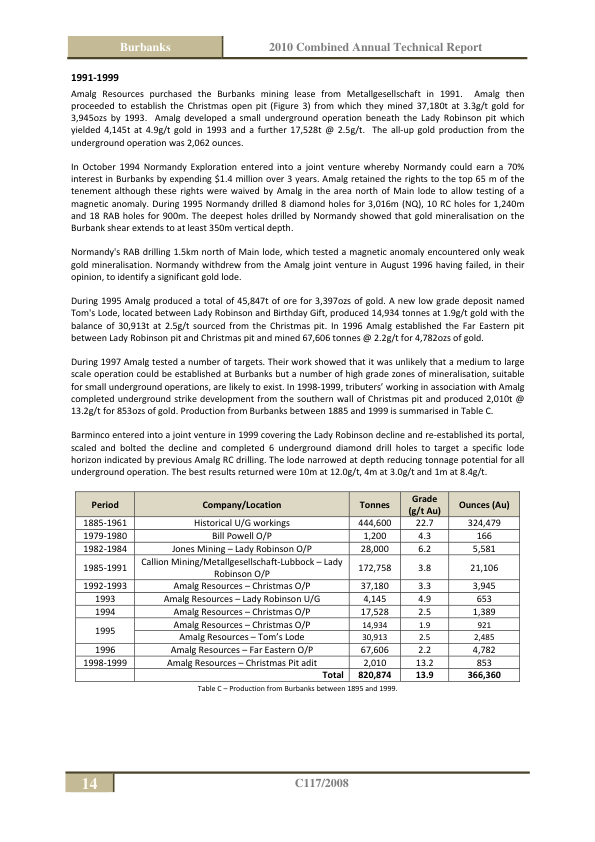 Burbanks
2010 Combined Annual Technical Report
1991-1999
Amalg Resources purchased the Burbanks mining lease from Metallgesellschaft in 1991. Amalg then
proceeded to establish the Christmas open pit (Figure 3) from which they mined 37,180t at 3.3g/t gold for
3,945ozs by 1993. Amalg developed a small underground operation beneath the Lady Robinson pit which
yielded 4,145t at 4.9g/t gold in 1993 and a further 17,528t @ 2.5g/t. The all-up gold production from the
underground operation was 2,062 ounces.
In October 1994 Normandy Exploration entered into a joint venture whereby Normandy could earn a 70%
interest in Burbanks by expending $1.4 million over 3 years. Amalg retained the rights to the top 65 m of the
tenement although these rights were waived by Amalg in the area north of Main lode to allow testing of a
magnetic anomaly. During 1995 Normandy drilled 8 diamond holes for 3,016m (NQ), 10 RC holes for 1,240m
and 18 RAB holes for 900m. The deepest holes drilled by Normandy showed that gold mineralisation on the
Burbank shear extends to at least 350m vertical depth.
Normandy's RAB drilling 1.5km north of Main lode, which tested a magnetic anomaly encountered only weak
gold mineralisation. Normandy withdrew from the Amalg joint venture in August 1996 having failed, in their
opinion, to identify a significant gold lode.
During 1995 Amalg produced a total of 45,847t of ore for 3,397ozs of gold. A new low grade deposit named
Tom's Lode, located between Lady Robinson and Birthday Gift, produced 14,934 tonnes at 1.9g/t gold with the
balance of 30,913t at 2.5g/t sourced from the Christmas pit. In 1996 Amalg established the Far Eastern pit
between Lady Robinson pit and Christmas pit and mined 67,606 tonnes @ 2.2g/t for 4,782ozs of gold.
During 1997 Amalg tested a number of targets. Their work showed that it was unlikely that a medium to large
scale operation could be established at Burbanks but a number of high grade zones of mineralisation, suitable
for small underground operations, are likely to exist. In 1998-1999, tributers' working in association with Amalg
completed underground strike development from the southern wall of Christmas pit and produced 2,010t @
13.2g/t for 853ozs of gold. Production from Burbanks between 1885 and 1999 is summarised in Table C.
Barminco entered into a joint venture in 1999 covering the Lady Robinson decline and re-established its portal,
scaled and bolted the decline and completed 6 underground diamond drill holes to target a specific lode
horizon indicated by previous Amalg RC drilling. The lode narrowed at depth reducing tonnage potential for all
underground operation. The best results returned were 10m at 12.0g/t, 4m at 3.0g/t and 1m at 8.4g/t.
Period Company/Location Tonnes Grade (g/t Au) Ounces (Au)
1885-1961 Historical U/G workings 444,600 22.7 324,479
1979-1980 Bill Powell O/P 1,200 4.3 166
1982-1984 Jones Mining – Lady Robinson O/P 28,000 6.2 5,581
1985-1991 Callion Mining/Metallgesellschaft-Lubbock – Lady
Robinson O/P 172,758 3.8 21,106
1992-1993 Amalg Resources – Christmas O/P 37,180 3.3 3,945
1993 Amalg Resources – Lady Robinson U/G 4,145 4.9 653
1994 Amalg Resources – Christmas O/P 17,528 2.5 1,389
1995 Amalg Resources – Christmas O/P 14,934 1.9 921
Amalg Resources – Tom's Lode 30,913 2.5 2,485
1996 Amalg Resources – Far Eastern O/P 67,606 2.2 4,782
1998-1999 Amalg Resources – Christmas Pit adit 2,010 13.2 853
Total 820,874 13.9 366,360
Table C – Production from Burbanks between 1895 and 1999.
14
C117/2008